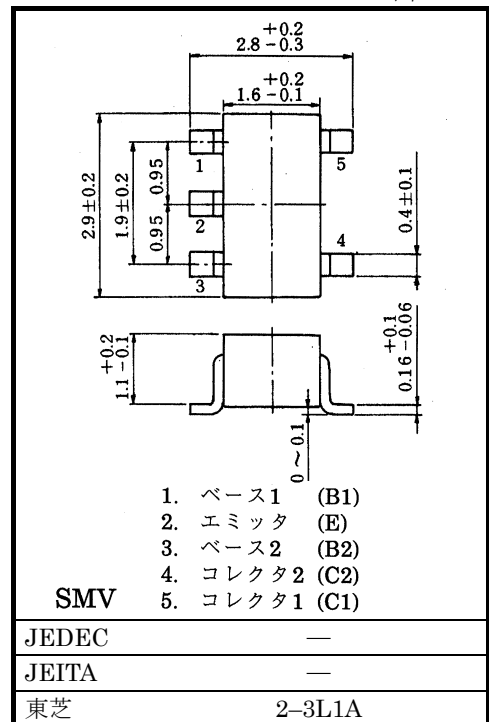 +0.2
2.8 -0.3
+0.2
1.6 -0.1
1
5
2
4
3
2.9±0.2
1.9±0.2
0.95
0.95
0.4±0.1
+0.2
1.1 -0.1
+0.1
0.16 -0.06
0~0.1
1. ベース1 (B1)
2. エミッタ (E)
3. ベース2 (B2)
4. コレクタ2 (C2)
SMV 5. コレクタ1 (C1)
JEDEC —
JEITA —
東芝 2–3L1A